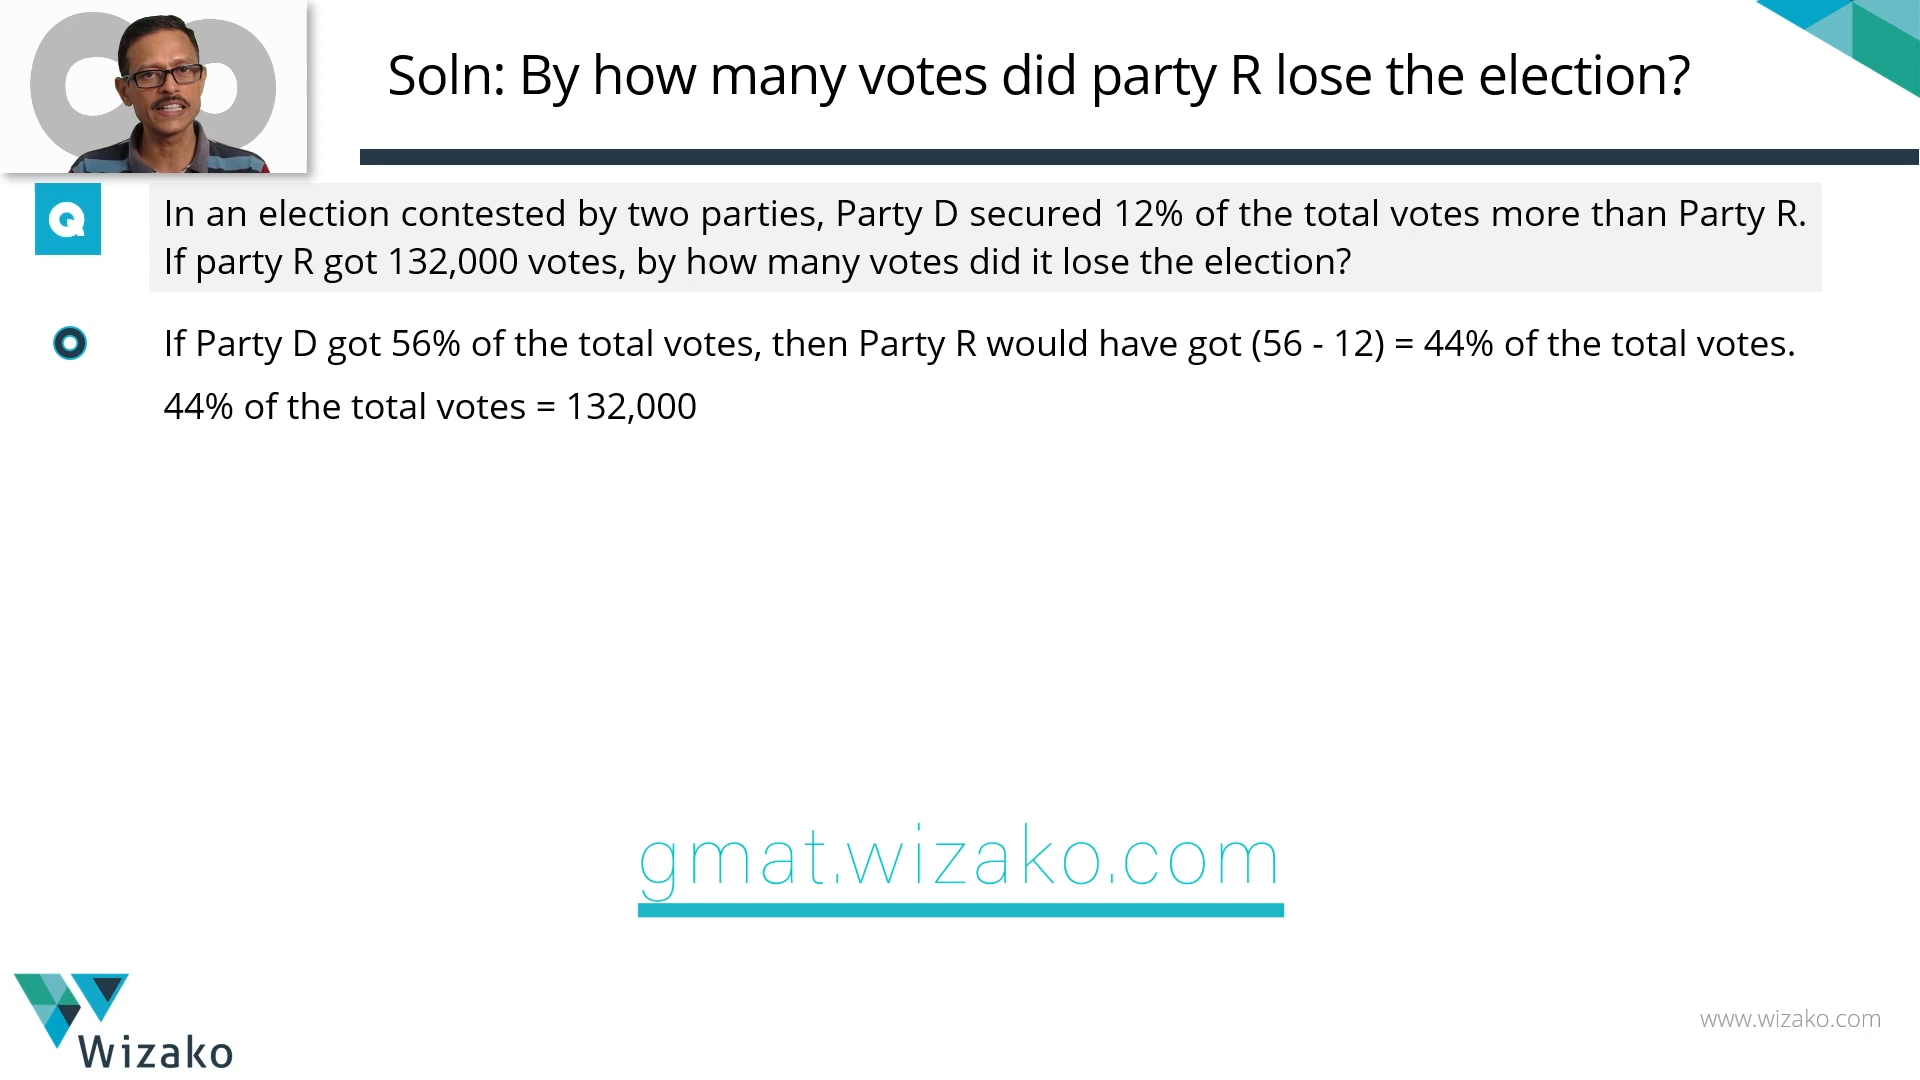 Soln: By how many votes did party R lose the election?
Q
In an election contested by two parties, Party D secured 12% of the total votes more than Party R.
If party R got 132,000 votes, by how many votes did it lose the election?
If Party D got 56% of the total votes, then Party R would have got (56 - 12) = 44% of the total votes.
44% of the total votes = 132,000
gmat.wizako.com
Wizako
www.wizako.com